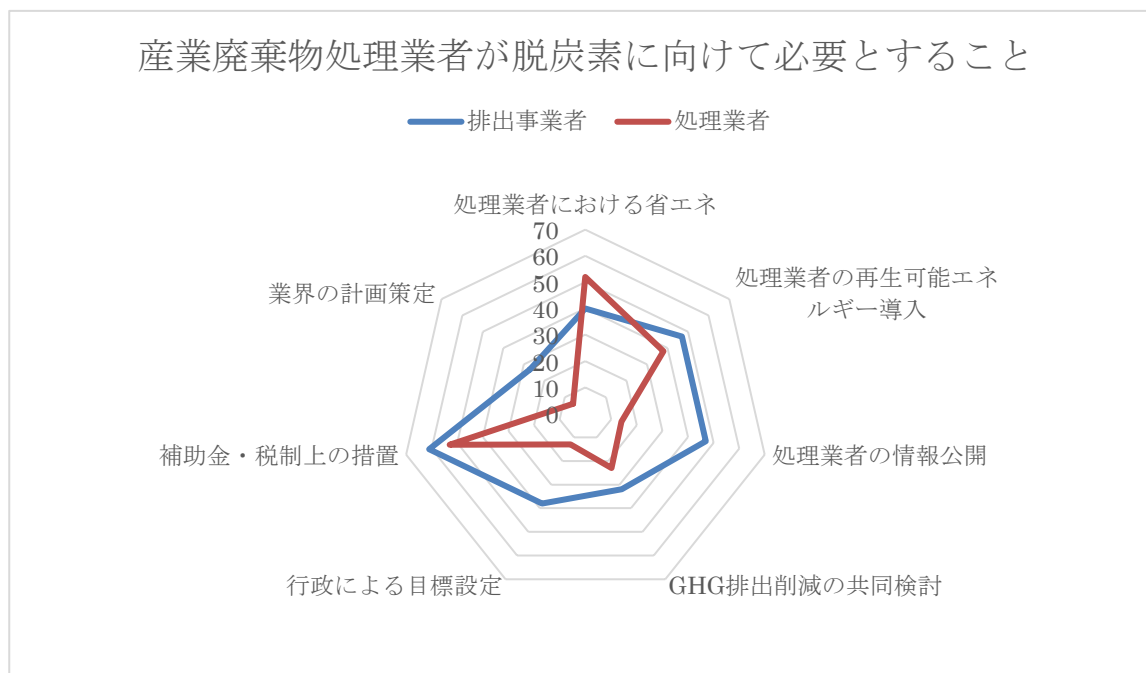 産業廃棄物処理業者が脱炭素に向けて必要とすること
排出事業者
処理業者
処理業者における省エネ
70
60
50
40
30
20
10
0
処理業者の再生可能エネ
ルギー導入
処理業者の情報公開
GHG排出削減の共同検討
行政による目標設定
補助金・税制上の措置
業界の計画策定